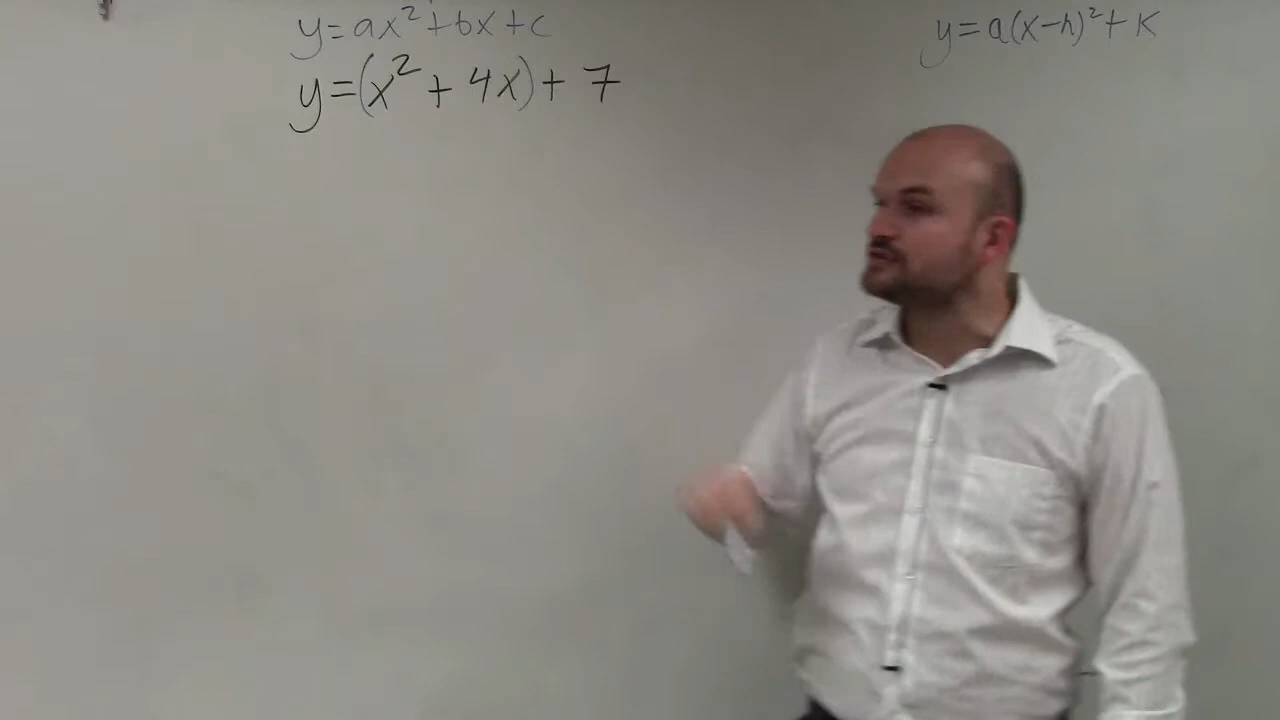 y=ax²+bx+c
y=a(x-h)²+k
y=(x²+4x)+7